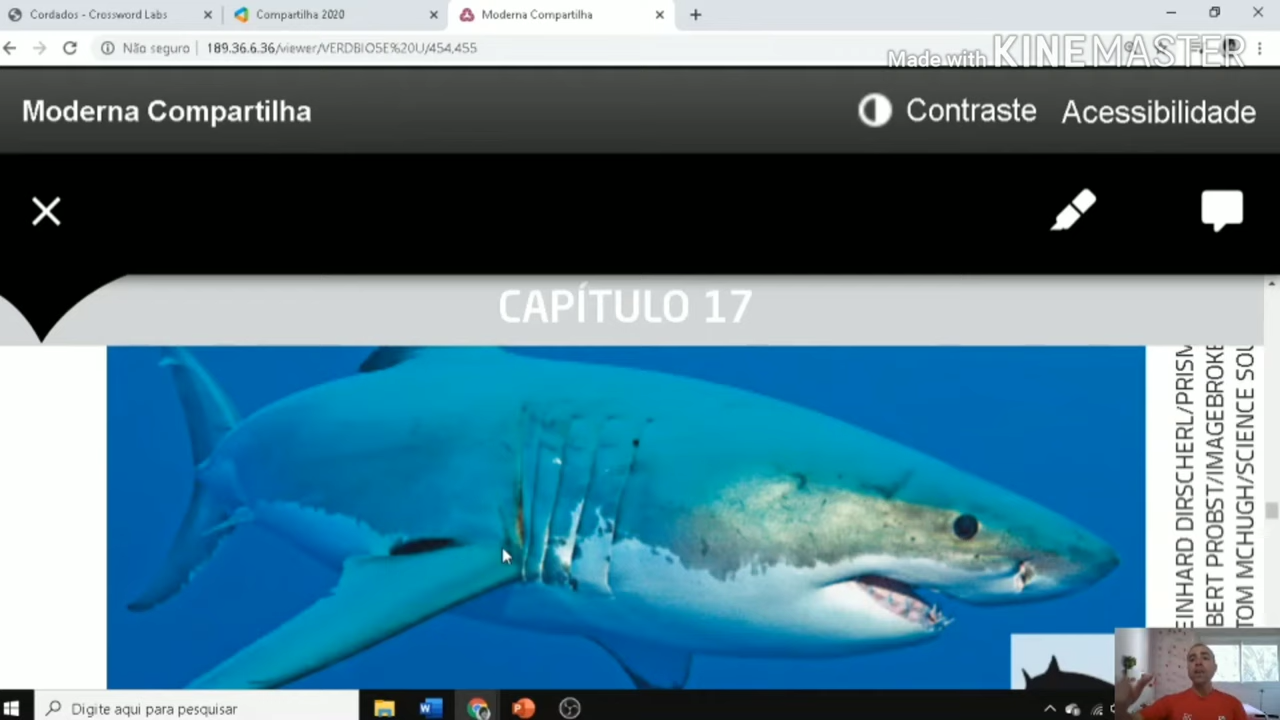 Cordados - Crossword Labs
Compartilha 2020
Moderna Compartilha
Não seguro
189.36.6.36/viewer/VERDBIO5E%20U/454,455
Made with KINEMASTER
Moderna Compartilha
Contraste
Acessibilidade
CAPÍTULO 17
EINHARD DIRSCHERL/PRISM
BERT PROBST/IMAGEBROKE
TOM MCHUGH/SCIENCE SOU
Digite aqui para pesquisar